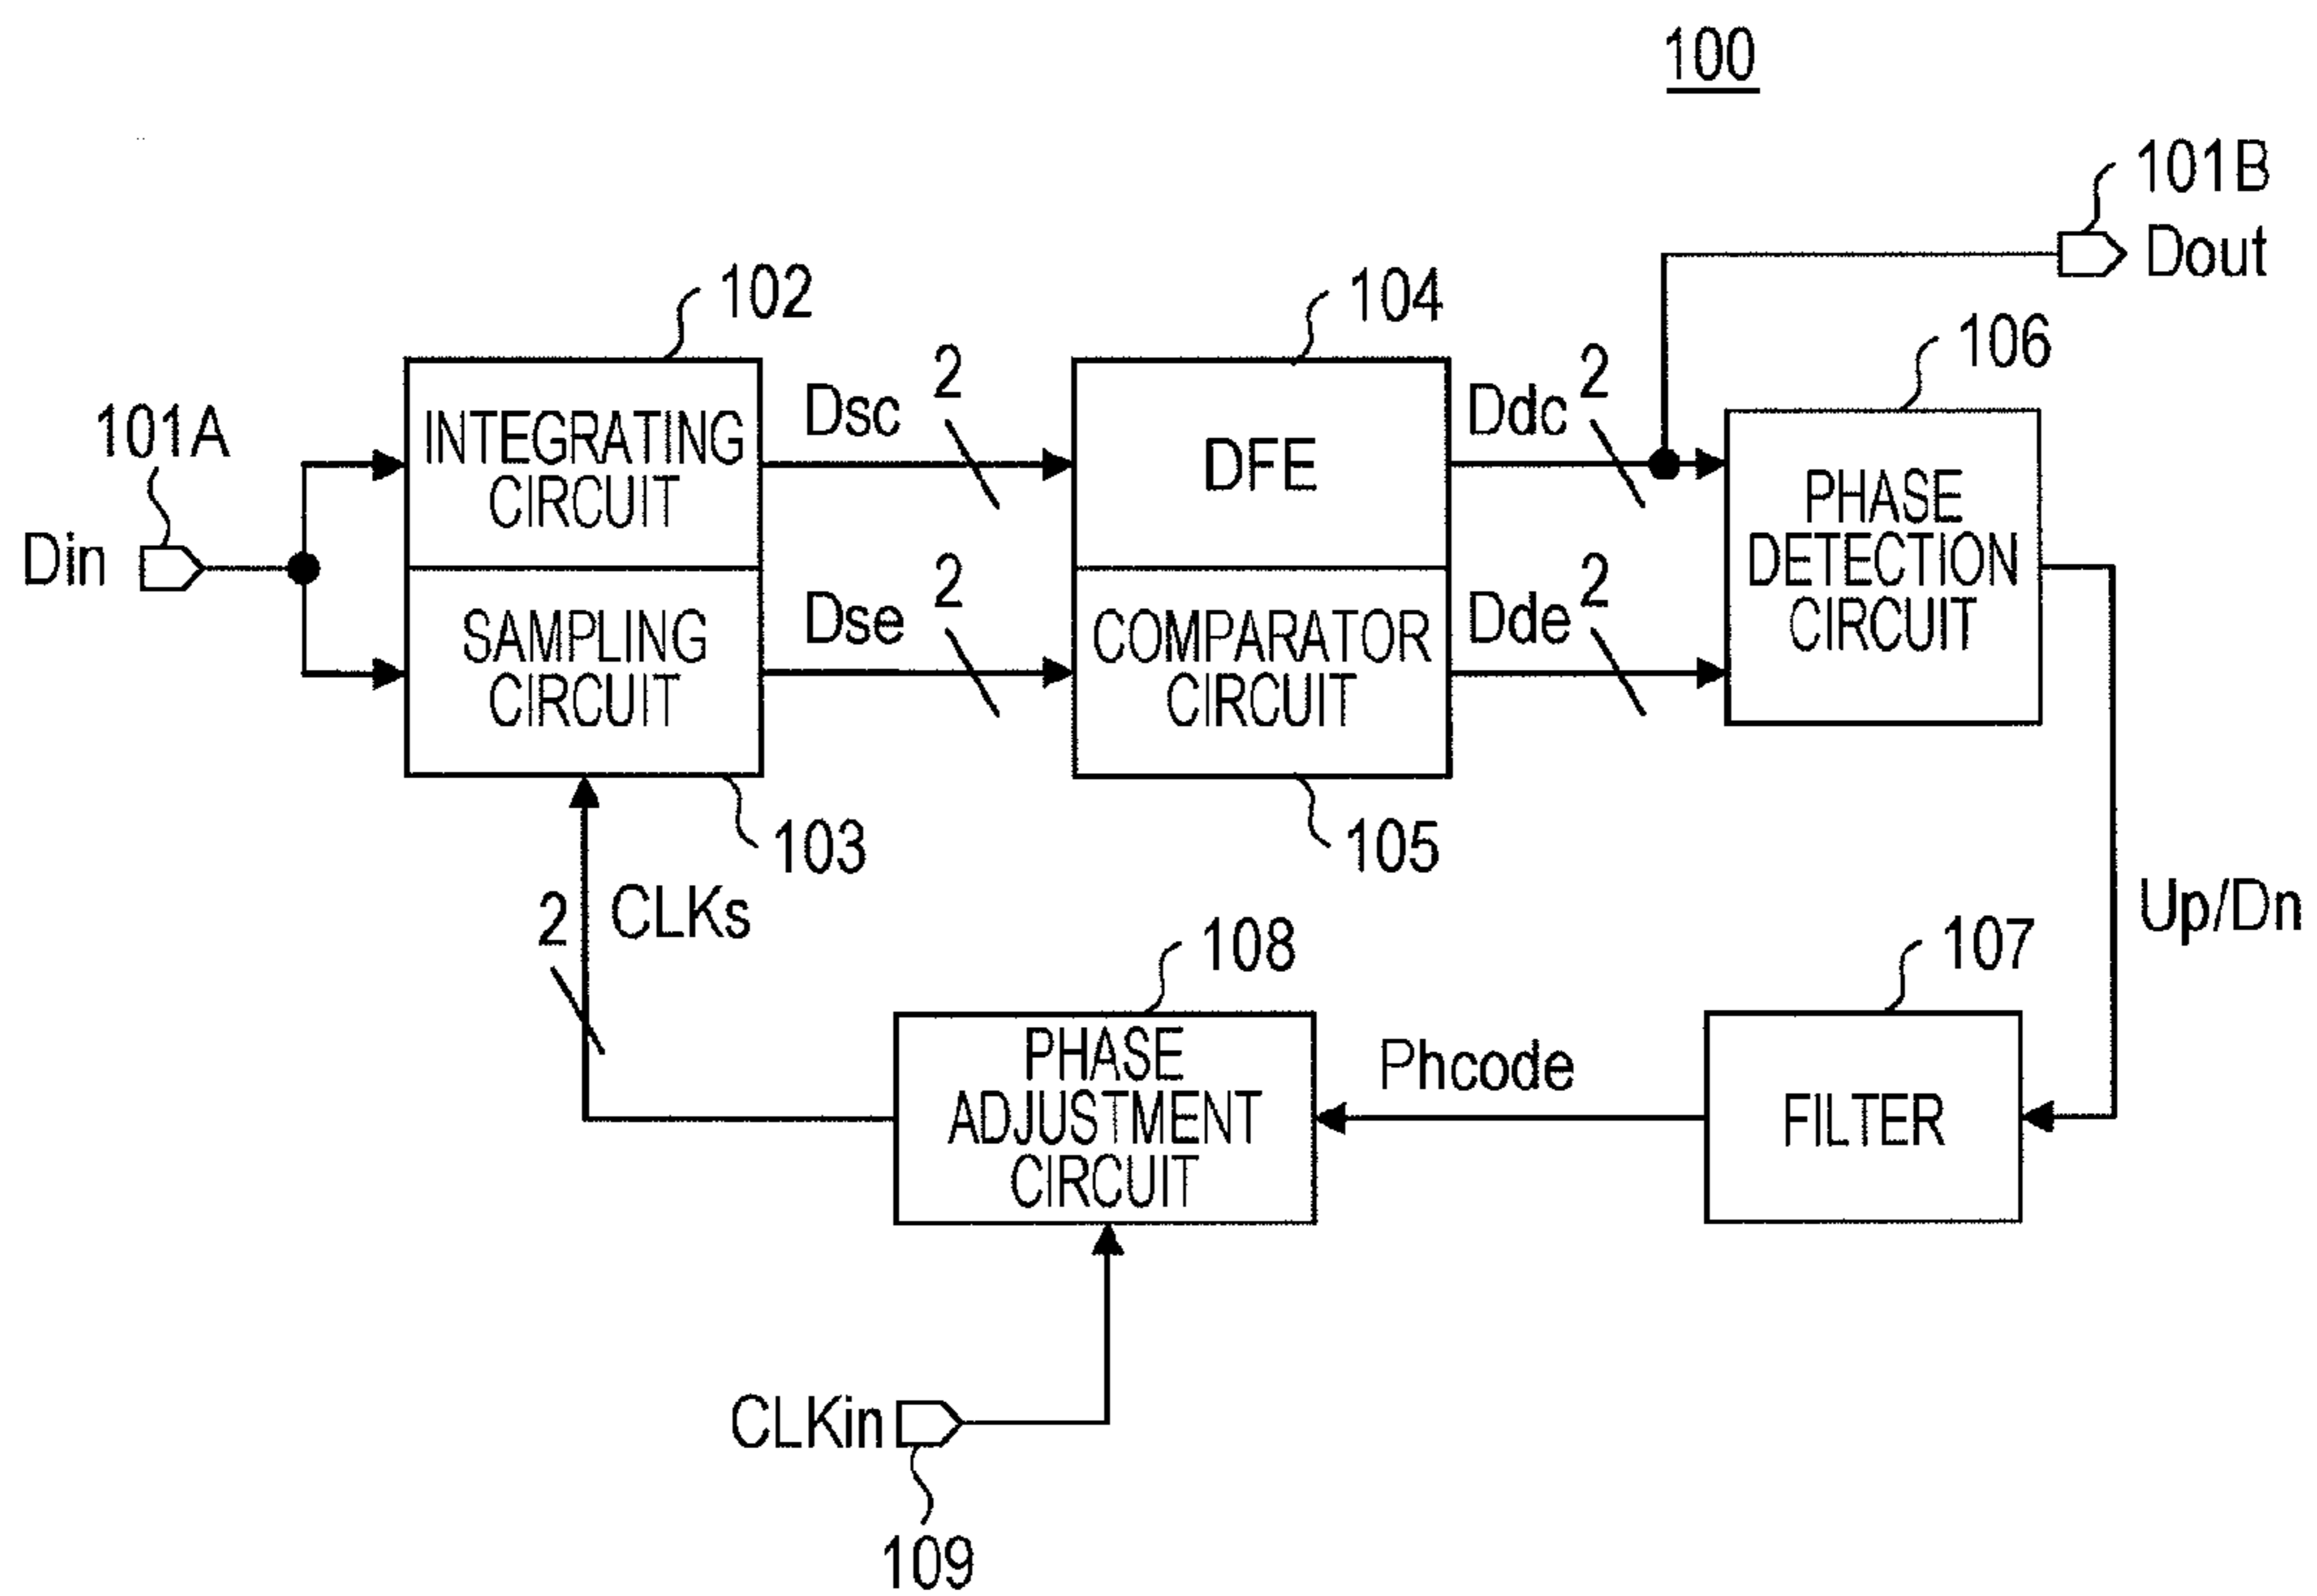 100
101B
Dout
102
104
106
101A
Din
INTEGRATING
CIRCUIT
Dsc
2
DFE
Ddc
2
PHASE
DETECTION
CIRCUIT
SAMPLING
CIRCUIT
Dse
2
COMPARATOR
CIRCUIT
Dde
2
103
105
2
CLKs
Up/Dn
108
107
PHASE
ADJUSTMENT
CIRCUIT
Phcode
FILTER
CLKin
109